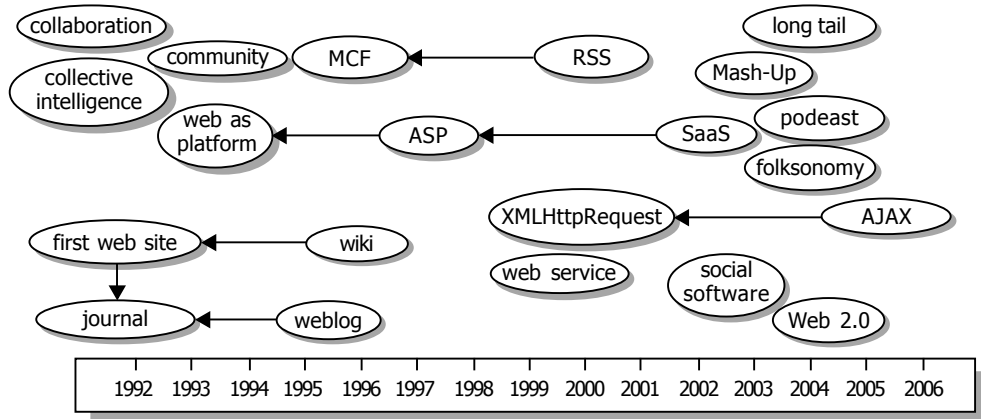 collaboration
long tail
community
MCF
RSS
collective
intelligence
Mash-Up
web as
platform
ASP
SaaS
podeast
folksonomy
XMLHttpRequest
AJAX
first web site
wiki
web service
social
software
journal
weblog
Web 2.0
1992 1993 1994 1995 1996 1997 1998 1999 2000 2001 2002 2003 2004 2005 2006